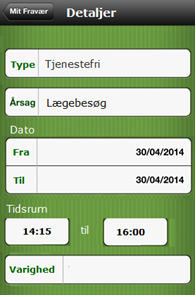 Mit Fravær Detaljer
Type Tjenestefri
Årsag Lægebesøg
Dato
Fra 30/04/2014
Til 30/04/2014
Tidsrum
14:15 til 16:00
Varighed